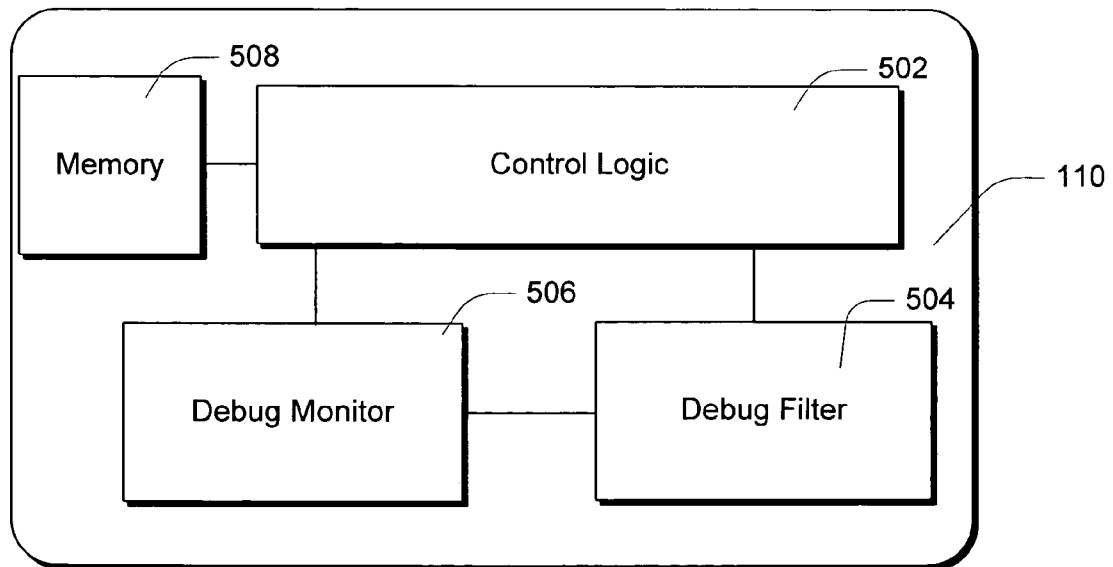 508
502
Memory
Control Logic
110
506
504
Debug Monitor
Debug Filter